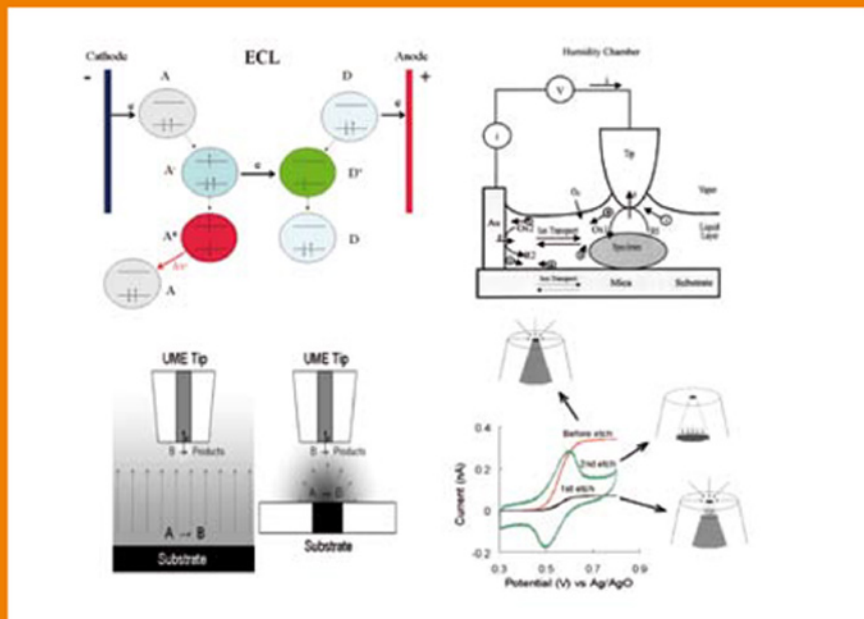 Cathode
ECL
Anode
-
A
D
+
e
e
A-
e
D+
A*
D
hv
A
Humidity Chamber
i
V
i
Tip
O2
Vapor
Liquid
Layer
Au
Ion Transport
Specimen
Ion Transport
Mica
Substrate
UME Tip
B → Products
A → B
Substrate
UME Tip
B → Products
Substrate
Before etch
2nd etch
1st etch
Current (nA)
0.4
0.2
0
-0.2
0.3
0.5
0.7
0.9
Potential (V) vs Ag/AgO